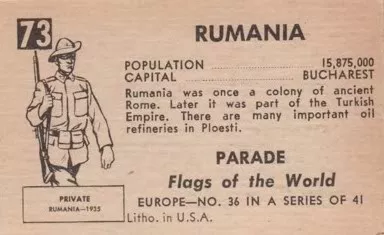 73
RUMANIA
POPULATION 15,875,000
CAPITAL BUCHAREST
Rumania was once a colony of ancient
Rome. Later it was part of the Turkish
Empire. There are many important oil
refineries in Ploesti.
PRIVATE
RUMANIA—1935
PARADE
Flags of the World
EUROPE—NO. 36 IN A SERIES OF 41
Litho. in U.S.A.